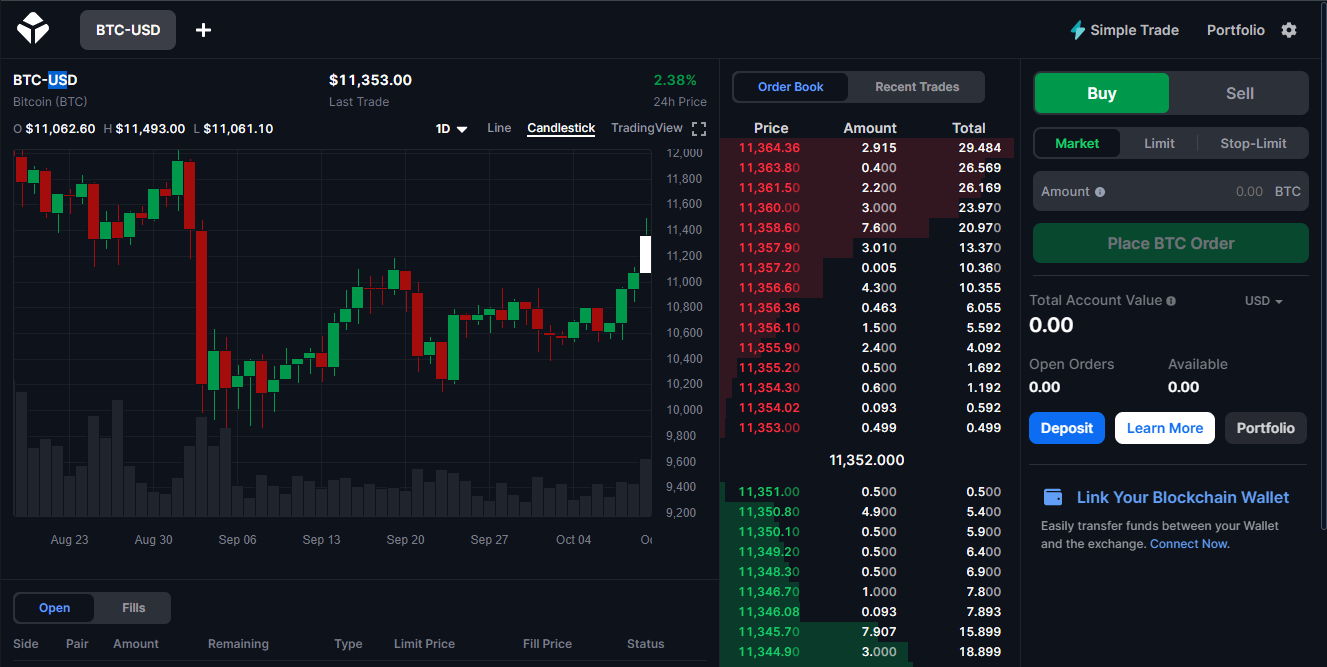 BTC-USD
Simple Trade Portfolio
BTC-USD
Bitcoin (BTC)
$11,353.00
Last Trade
2.38%
24h Price
O $11,062.60 H $11,493.00 L $11,061.10
1D Line Candlestick TradingView
12,000
11,800
11,600
11,400
11,200
11,000
10,800
10,600
10,400
10,200
10,000
9,800
9,600
9,400
9,200
Aug 23 Aug 30 Sep 06 Sep 13 Sep 20 Sep 27 Oct 04
Open Fills
Side Pair Amount Remaining Type Limit Price Fill Price Status
Order Book Recent Trades
Price Amount Total
11,364.36 2.915 29.484
11,363.80 0.400 26.569
11,361.50 2.200 26.169
11,360.00 3.000 23.970
11,358.60 7.600 20.970
11,357.90 3.010 13.370
11,357.20 0.005 10.360
11,356.60 4.300 10.355
11,356.36 0.463 6.055
11,356.10 1.500 5.592
11,355.90 2.400 4.092
11,355.20 0.500 1.692
11,354.30 0.600 1.192
11,354.02 0.093 0.592
11,353.00 0.499 0.499
11,352.000
11,351.00 0.500 0.500
11,350.80 4.900 5.400
11,350.10 0.500 5.900
11,349.20 0.500 6.400
11,348.30 0.500 6.900
11,346.70 1.000 7.800
11,346.08 0.093 7.893
11,345.70 7.907 15.899
11,344.90 3.000 18.899
Buy Sell
Market Limit Stop-Limit
Amount 0.00 BTC
Place BTC Order
Total Account Value USD
0.00
Open Orders Available
0.00 0.00
Deposit Learn More Portfolio
Link Your Blockchain Wallet
Easily transfer funds between your Wallet
and the exchange. Connect Now.